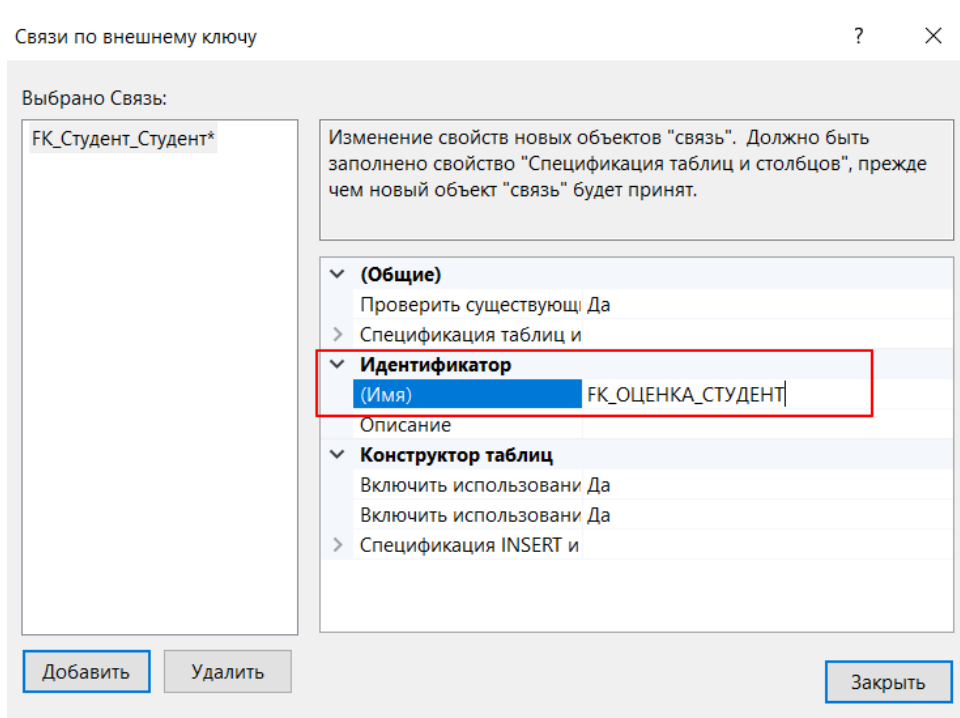 Связи по внешнему ключу
?
Выбрано Связь:
FK_Студент_Студент*
Изменение свойств новых объектов "связь". Должно быть
заполнено свойство "Спецификация таблиц и столбцов", прежде
чем новый объект "связь" будет принят.
(Общие)
Проверить существующ Да
Спецификация таблиц и
Идентификатор
(Имя) FK_ОЦЕНКА_СТУДЕНТ
Описание
Конструктор таблиц
Включить использовани Да
Включить использовани Да
Спецификация INSERT и
Добавить Удалить
Закрыть